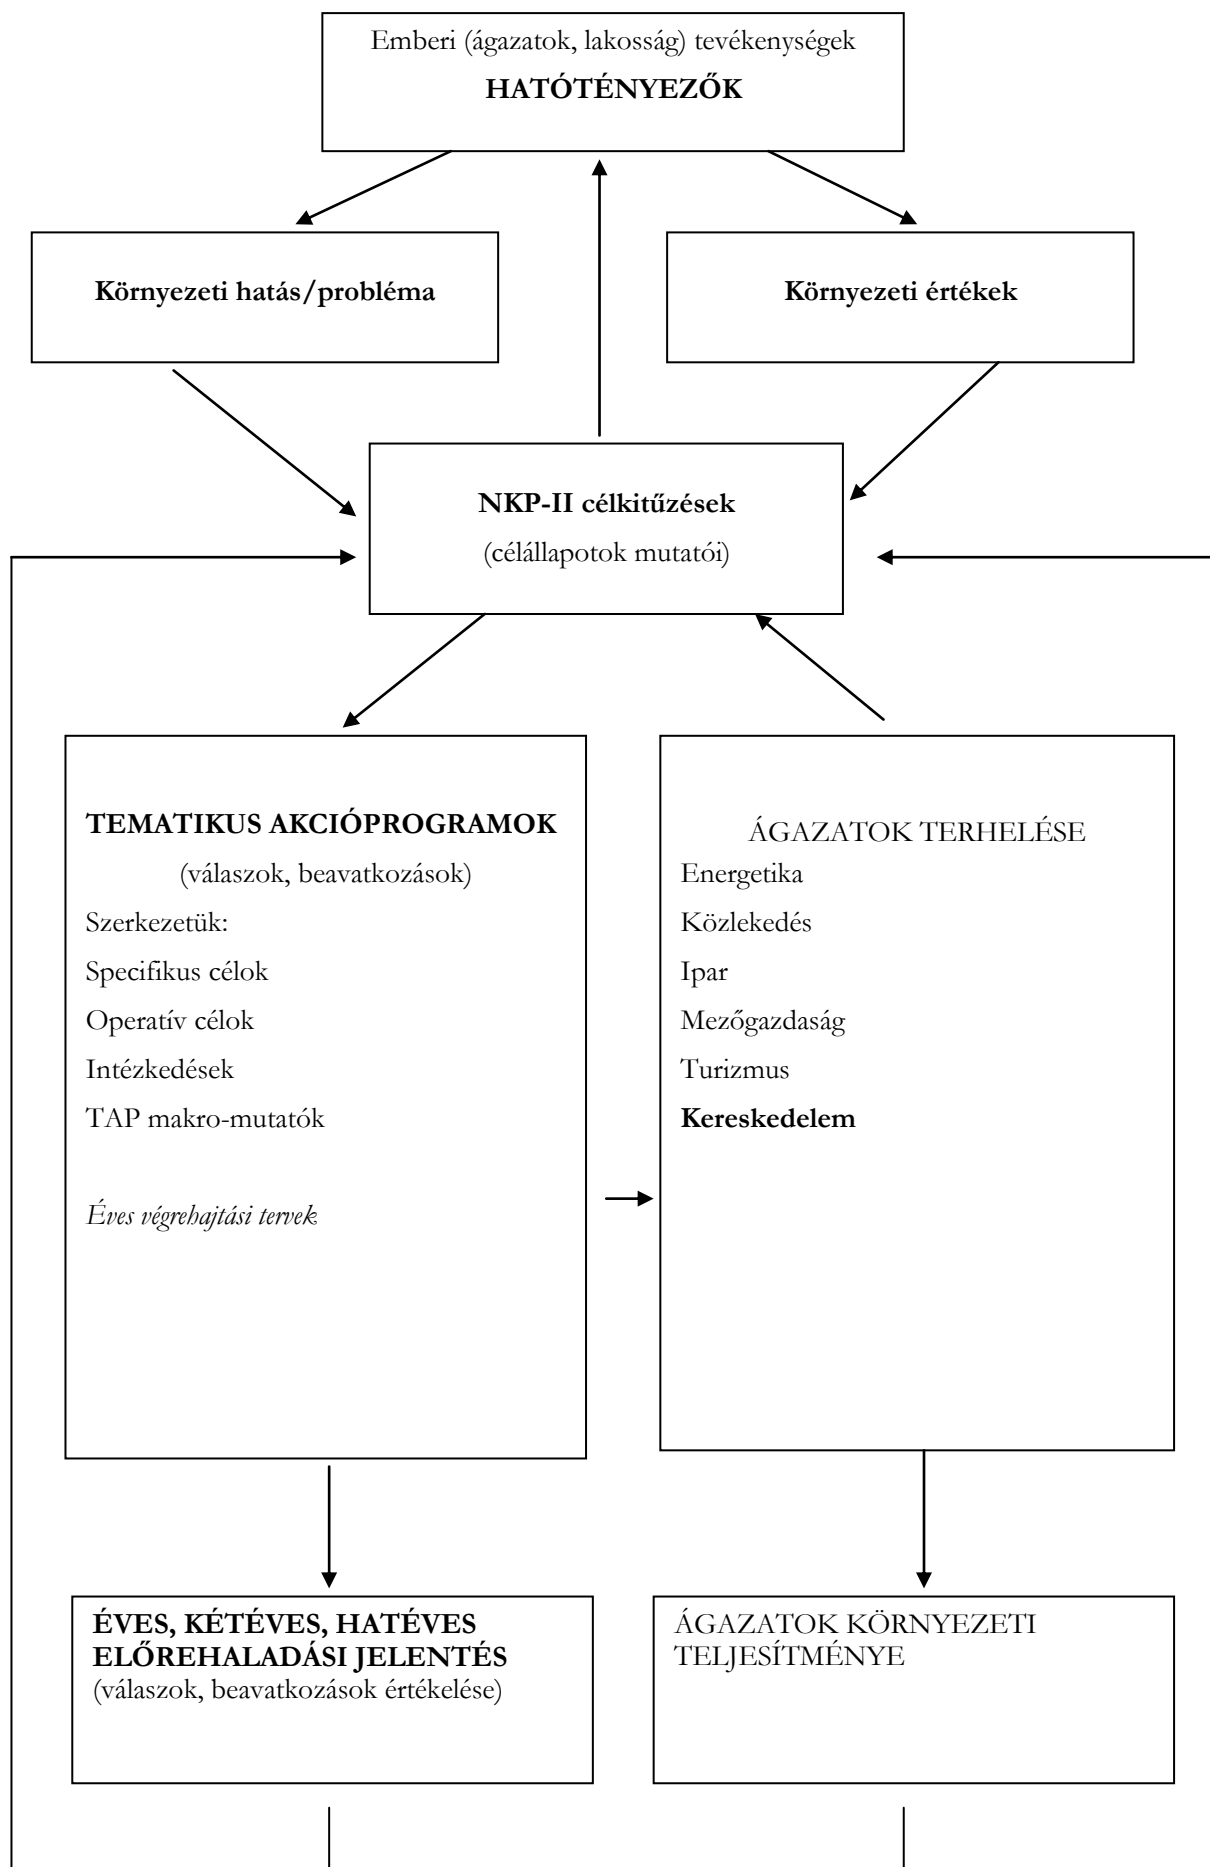 Emberi (ágazatok, lakosság) tevékenységek
HATÓTÉNYEZŐK
Környezeti hatás/probléma
Környezeti értékek
NKP-II célkitűzések
(célállapotok mutatói)
TEMATIKUS AKCIÓPROGRAMOK
(válaszok, beavatkozások)
Szerkezetük:
Specifikus célok
Operatív célok
Intézkedések
TAP makro-mutatók
Éves végrehajtási tervek
ÁGAZATOK TERHELÉSE
Energetika
Közlekedés
Ipar
Mezőgazdaság
Turizmus
Kereskedelem
ÉVES, KÉTÉVES, HATÉVES
ELŐREHALADÁSI JELENTÉS
(válaszok, beavatkozások értékelése)
ÁGAZATOK KÖRNYEZETI
TELJESÍTMÉNYE